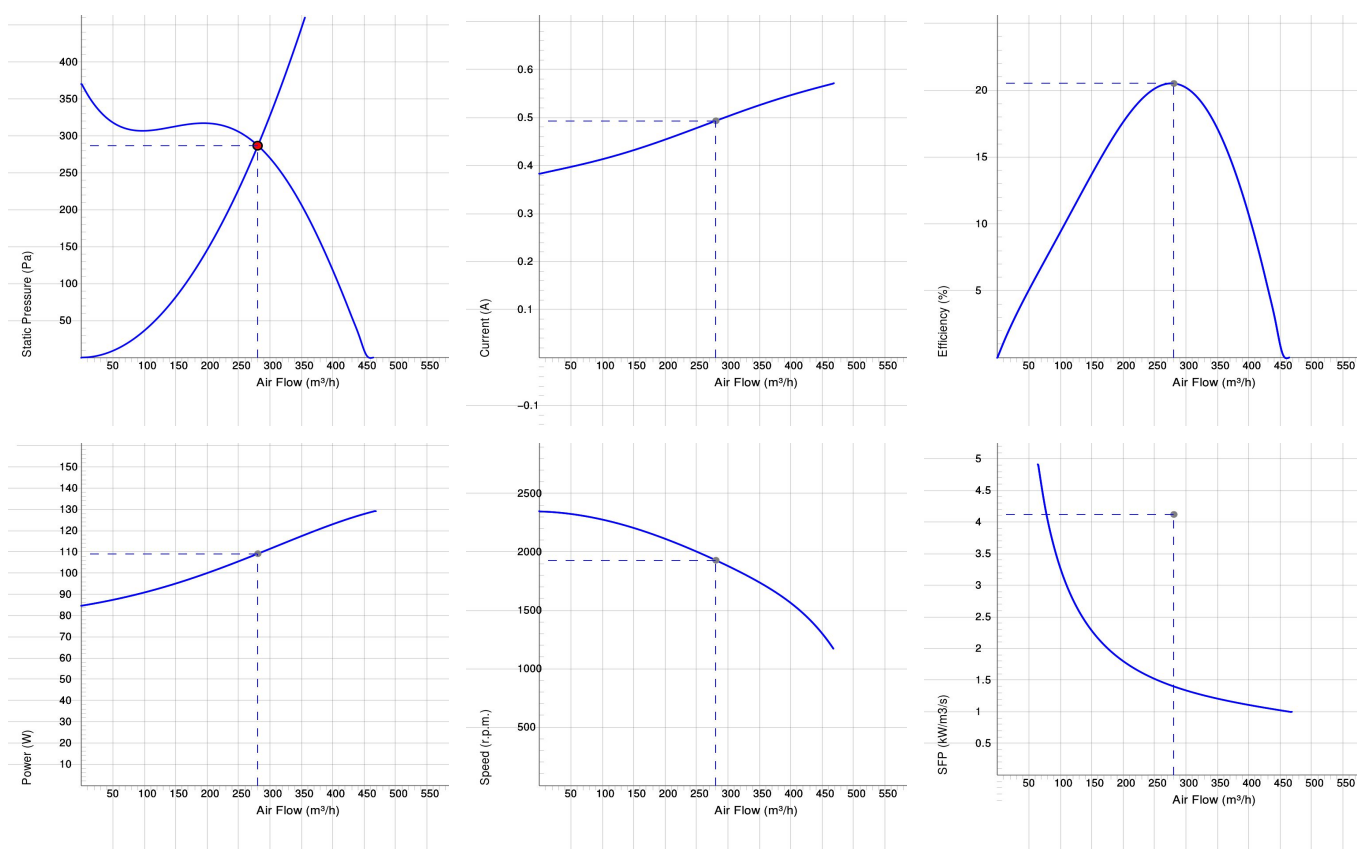 400
350
300
250
200
150
100
50
Static Pressure (Pa)
50 100 150 200 250 300 350 400 450 500 550
Air Flow (m³/h)
0.6
0.5
0.4
0.3
0.2
0.1
−0.1
Current (A)
50 100 150 200 250 300 350 400 450 500 550
Air Flow (m³/h)
20
15
10
5
Efficiency (%)
50 100 150 200 250 300 350 400 450 500 550
Air Flow (m³/h)
150
140
130
120
110
100
90
80
70
60
50
40
30
20
10
Power (W)
50 100 150 200 250 300 350 400 450 500 550
Air Flow (m³/h)
2500
2000
1500
1000
500
Speed (r.p.m.)
50 100 150 200 250 300 350 400 450 500 550
Air Flow (m³/h)
5
4.5
4
3.5
3
2.5
2
1.5
1
0.5
SFP (kW/m3/s)
50 100 150 200 250 300 350 400 450 500 550
Air Flow (m³/h)